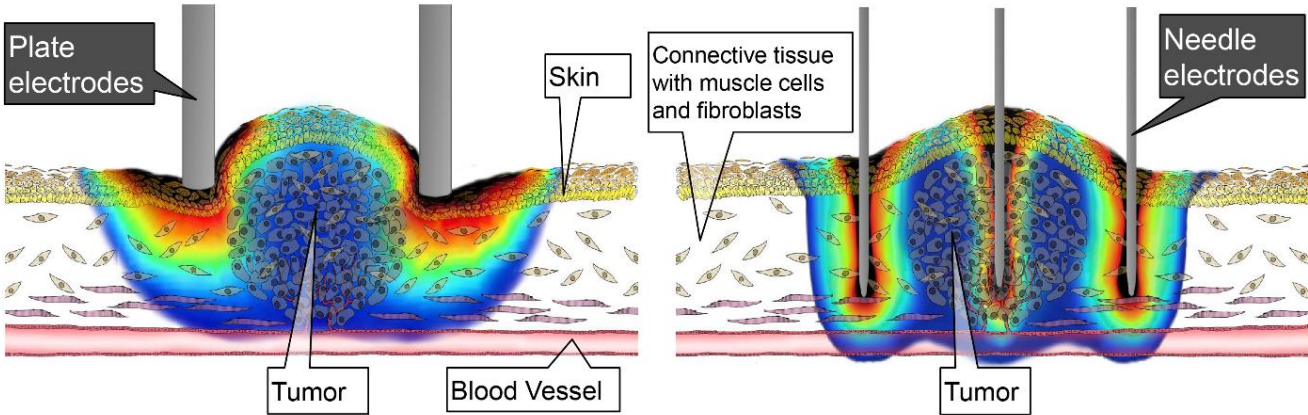 Plate
electrodes
Skin
Tumor
Blood Vessel
Connective tissue
with muscle cells
and fibroblasts
Needle
electrodes
Tumor